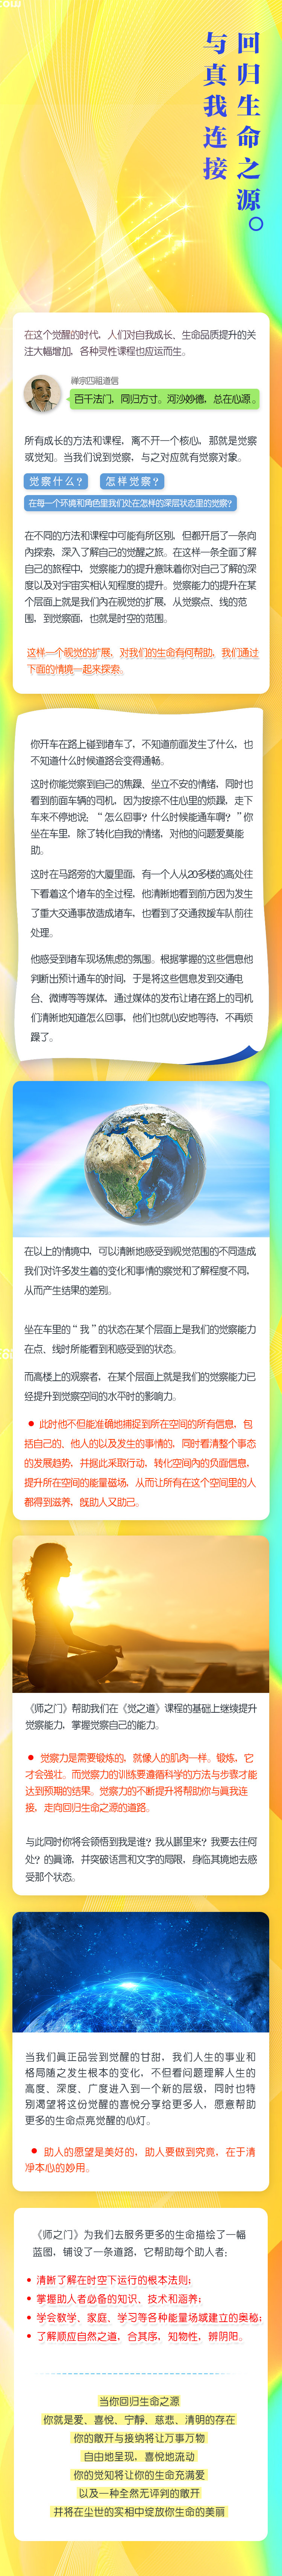 回归生命之源。
与真我连接
在这个觉醒的时代，人们对自我成长、生命品质提升的关
注大幅增加，各种灵性课程也应运而生。
禅宗四祖道信
百千法门，同归方寸。河沙妙德，总在心源。
所有成长的方法和课程，离不开一个核心，那就是觉察
或觉知。当我们说到觉察，与之对应就有觉察对象。
觉察什么？ 怎样觉察？
在每一个环境和角色里我们处在怎样的深层状态里的觉察？
在不同的方法和课程中可能有所区别，但都开启了一条向
内探索，深入了解自己的觉醒之旅。在这样一条全面了解
自己的旅程中，觉察能力的提升意味着你对自己了解的深
度以及对宇宙实相认知程度的提升。觉察能力的提升在某
个层面上就是我们内在视觉的扩展，从觉察点、线的范
围，到觉察面，也就是时空的范围。
这样一个视觉的扩展，对我们的生命有何帮助，我们通过
下面的情境一起来探索。
你开车在路上碰到堵车了，不知道前面发生了什么，也
不知道什么时候道路会变得通畅。
这时你能觉察到自己的焦躁、坐立不安的情绪，同时也
看到前面车辆的司机，因为按捺不住心里的烦躁，走下
车来不停地说：“怎么回事？什么时候能通车啊？”你
坐在车里，除了转化自我的情绪，对他的问题爱莫能
助。
这时在马路旁的大厦里面，有一个人从20多楼的高处往
下看着这个堵车的全过程，他清晰地看到前方因为发生
了重大交通事故造成堵车，也看到了交通救援车队前往
处理。
他感受到堵车现场焦虑的氛围。根据掌握的这些信息他
判断出预计通车的时间，于是将这些信息发到交通电
台、微博等等媒体，通过媒体的发布让堵在路上的司机
们清晰地知道怎么回事，他们也就心安地等待，不再烦
躁了。
在以上的情境中，可以清晰地感受到视觉范围的不同造成
我们对许多发生着的变化和事情的察觉和了解程度不同，
从而产生结果的差别。
坐在车里的“我”的状态在某个层面上是我们的觉察能力
在点、线时所能看到和感受到的状态。
而高楼上的观察者，在某个层面上就是我们的觉察能力已
经提升到觉察空间的水平时的影响力。
此时他不但能准确地捕捉到所在空间的所有信息，包
括自己的、他人的以及发生的事情的，同时看清整个事态
的发展趋势，并据此采取行动，转化空间内的负面信息，
提升所在空间的能量磁场，从而让所有在这个空间里的人
都得到滋养，既助人又助己。
《师之门》帮助我们在《觉之道》课程的基础上继续提升
觉察能力，掌握觉察自己的能力。
觉察力是需要锻炼的，就像人的肌肉一样。锻炼，它
才会强壮。而觉察力的训练要遵循科学的方法与步骤才能
达到预期的结果。觉察力的不断提升将帮助你与真我连
接，走向回归生命之源的道路。
与此同时你将会领悟到我是谁？我从哪里来？我要去往何
处？的真谛，并突破语言和文字的局限，身临其境地去感
受那个状态。
当我们真正品尝到觉醒的甘甜，我们人生的事业和
格局随之发生根本的变化，不但看问题理解人生的
高度、深度、广度进入到一个新的层级，同时也特
别渴望将这份觉醒的喜悦分享给更多人，愿意帮助
更多的生命点亮觉醒的心灯。
助人的愿望是美好的，助人要做到究竟，在于清
净本心的妙用。
《师之门》为我们去服务更多的生命描绘了一幅
蓝图，铺设了一条道路，它帮助每个助人者：
清晰了解在时空下运行的根本法则；
掌握助人者必备的知识、技术和涵养；
学会教学、家庭、学习等各种能量场域建立的奥秘；
了解顺应自然之道，合其序，知物性，辨阴阳。
当你回归生命之源
你就是爱、喜悦、宁静、慈悲、清明的存在
你的敞开与接纳将让万事万物
自由地呈现，喜悦地流动
你的觉知将让你的生命充满爱
以及一种全然无评判的敞开
并将在尘世的实相中绽放你生命的美丽